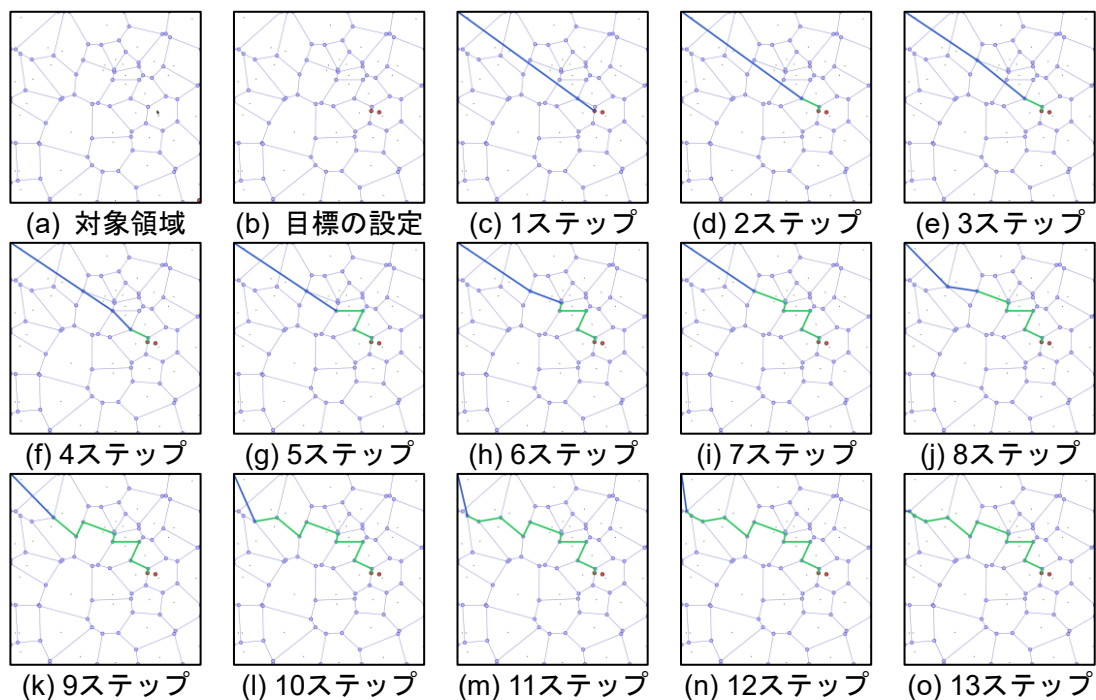 (a) 対象領域
(b) 目標の設定
(c) 1ステップ
(d) 2ステップ
(e) 3ステップ
(f) 4ステップ
(g) 5ステップ
(h) 6ステップ
(i) 7ステップ
(j) 8ステップ
(k) 9ステップ
(l) 10ステップ
(m) 11ステップ
(n) 12ステップ
(o) 13ステップ